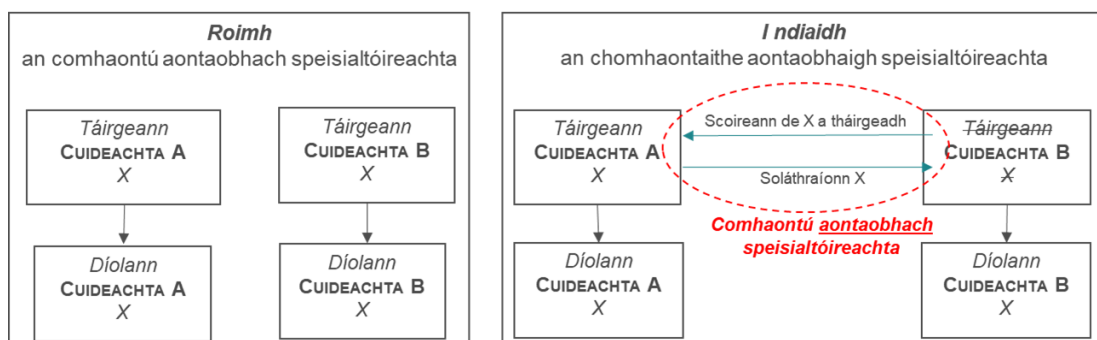 Roimh
an comhaontú aontaobhach speisialtóireachta
Táirgeann
CUIDEACHTA A
X
Táirgeann
CUIDEACHTA B
X
Díolann
CUIDEACHTA A
X
Díolann
CUIDEACHTA B
X
I ndiaidh
an chomhaontaithe aontaobhaigh speisialtóireachta
Táirgeann
CUIDEACHTA A
X
Scoireann de X a tháirgeadh
Soláthraíonn X
Táirgeann
CUIDEACHTA B
X
Comhaontú aontaobhach
speisialtóireachta
Díolann
CUIDEACHTA A
X
Díolann
CUIDEACHTA B
X